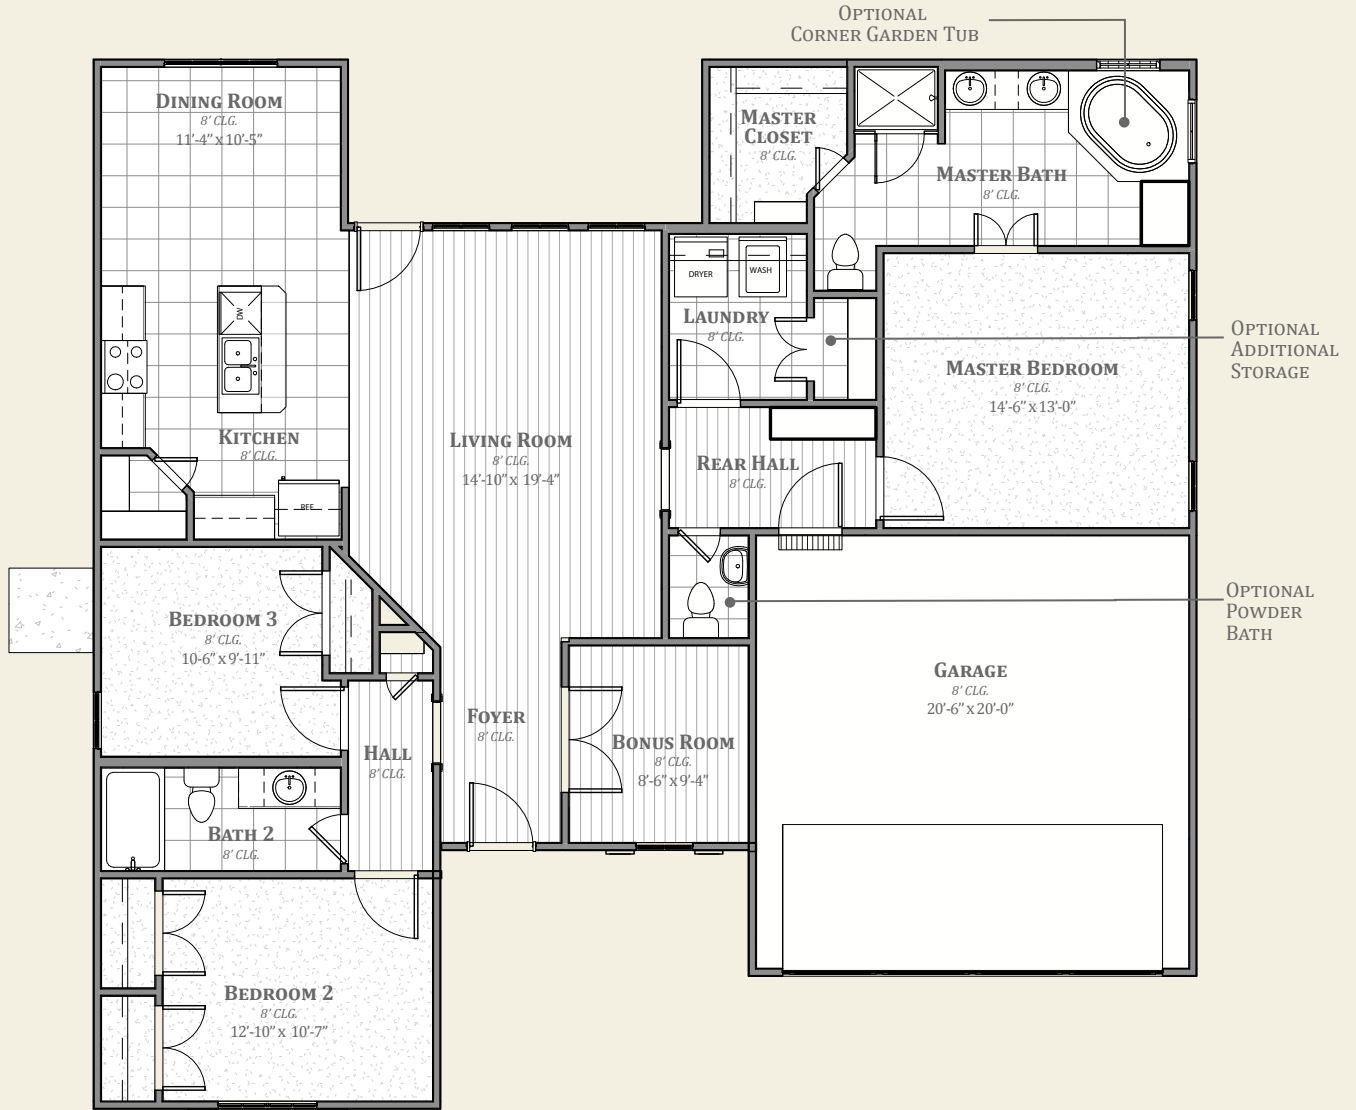 Optional
Corner Garden Tub
Dining Room
8' CLG.
11'-4" x 10'-5"
Master
Closet
8' CLG.
Master Bath
8' CLG.
DRYER
WASH
Laundry
8' CLG.
Optional
Additional
Storage
DW
Master Bedroom
8' CLG.
14'-6" x 13'-0"
Kitchen
8' CLG.
Living Room
8' CLG.
14'-10" x 19'-4"
Rear Hall
8' CLG.
REF
Optional
Powder
Bath
Bedroom 3
8' CLG.
10-6" x 9'-11"
Garage
8' CLG.
20'-6" x 20'-0"
Foyer
8' CLG.
Hall
8' CLG.
Bonus Room
8' CLG.
8'-6" x 9'-4"
Bath 2
8' CLG.
Bedroom 2
8' CLG.
12'-10" x 10'-7"